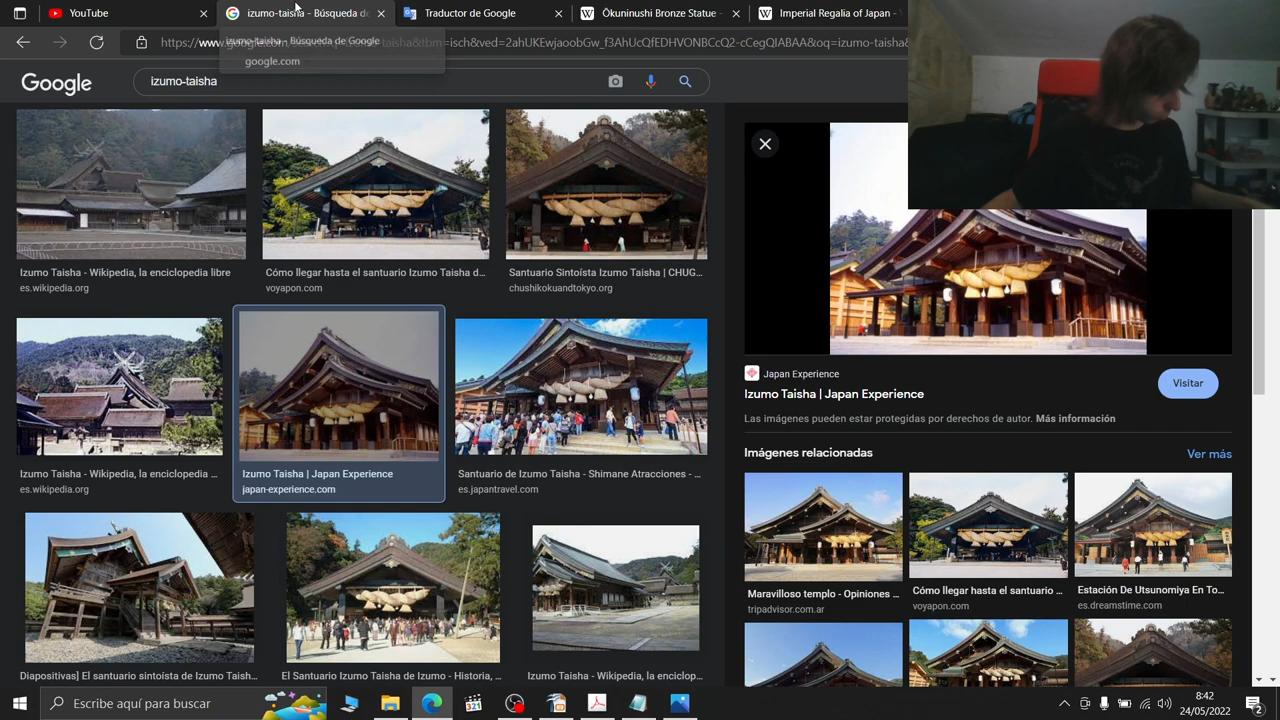 YouTube
izumo-taisha - Búsqueda de
Traductor de Google
Ōkuninushi Bronze Statue -
Imperial Regalia of Japan -
izumo-taisha - Búsqueda de Google
google.com
Google
izumo-taisha
Izumo Taisha - Wikipedia, la enciclopedia libre
es.wikipedia.org
Cómo llegar hasta el santuario Izumo Taisha d...
voyapon.com
Santuario Sintoísta Izumo Taisha | CHUG...
chushikokuandtokyo.org
Izumo Taisha - Wikipedia, la enciclopedia ...
es.wikipedia.org
Izumo Taisha | Japan Experience
japan-experience.com
Santuario de Izumo Taisha - Shimane Atracciones - ...
es.japantravel.com
Diapositivas] El santuario sintoísta de Izumo Taish...
El Santuario Taisha de Izumo - Historia, ...
Izumo Taisha - Wikipedia, la enciclop...
Japan Experience
Izumo Taisha | Japan Experience
Visitar
Las imágenes pueden estar protegidas por derechos de autor. Más información
Imágenes relacionadas
Ver más
Maravilloso templo - Opiniones ...
tripadvisor.com.ar
Cómo llegar hasta el santuario ...
voyapon.com
Estación De Utsunomiya En To...
es.dreamstime.com
Escribe aquí para buscar
321
8:42
24/05/2022
2